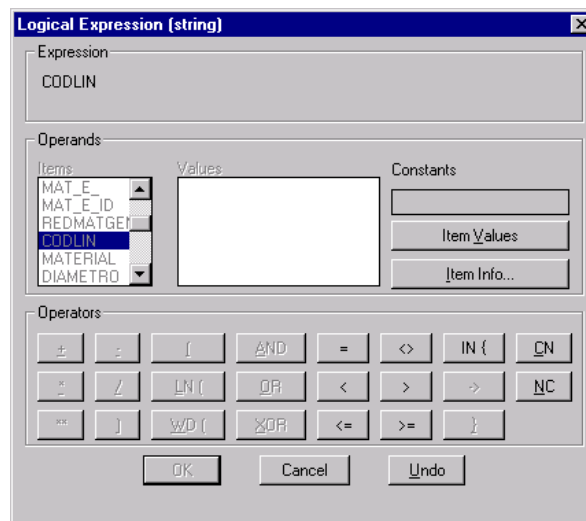 Logical Expression (string)
Expression
CODLIN
Operands
Items
Values
Constants
MAT_E_
MAT_E_ID
REDMATGEN
CODLIN
MATERIAL
DIAMETRO
Item Values
Item Info...
Operators
+ - ( AND = <> IN { CN
* / LN ( OR < > -> NC
** ) WD ( XOR <= >= }
OK Cancel Undo